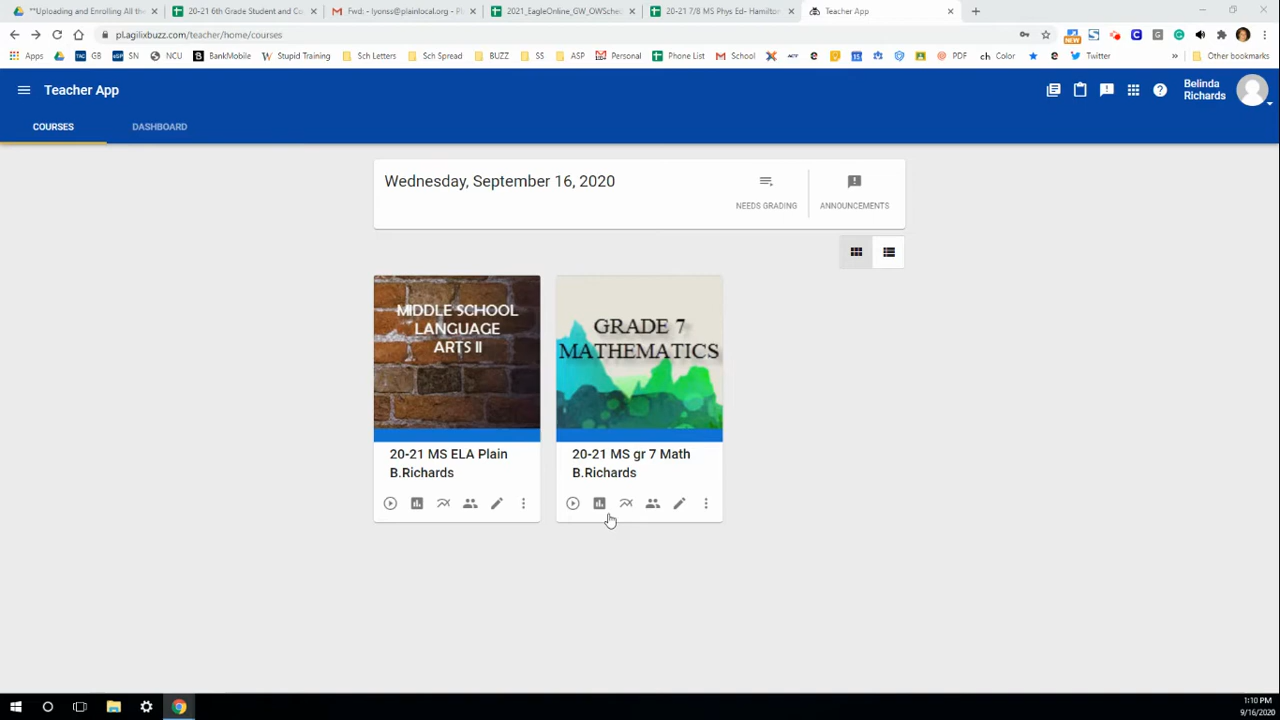 **Uploading and Enrolling All the
20-21 6th Grade Student and Co
Fwd: - lyonss@plainlocal.org - P
2021_EagleOnline_GW_OWSche
20-21 7/8 MS Phys Ed- Hamilton
Teacher App
pl.agilixbuzz.com/teacher/home/courses
Apps
GB
SN
NCU
BankMobile
Stupid Training
Sch Letters
Sch Spread
BUZZ
SS
ASP
Personal
Phone List
School
PDF
ch Color
Twitter
»
Other bookmarks
Teacher App
Belinda
Richards
COURSES
DASHBOARD
Wednesday, September 16, 2020
NEEDS GRADING
ANNOUNCEMENTS
MIDDLE SCHOOL
LANGUAGE
ARTS II
GRADE 7
MATHEMATICS
20-21 MS ELA Plain
B.Richards
20-21 MS gr 7 Math
B.Richards
1:10 PM
9/16/2020